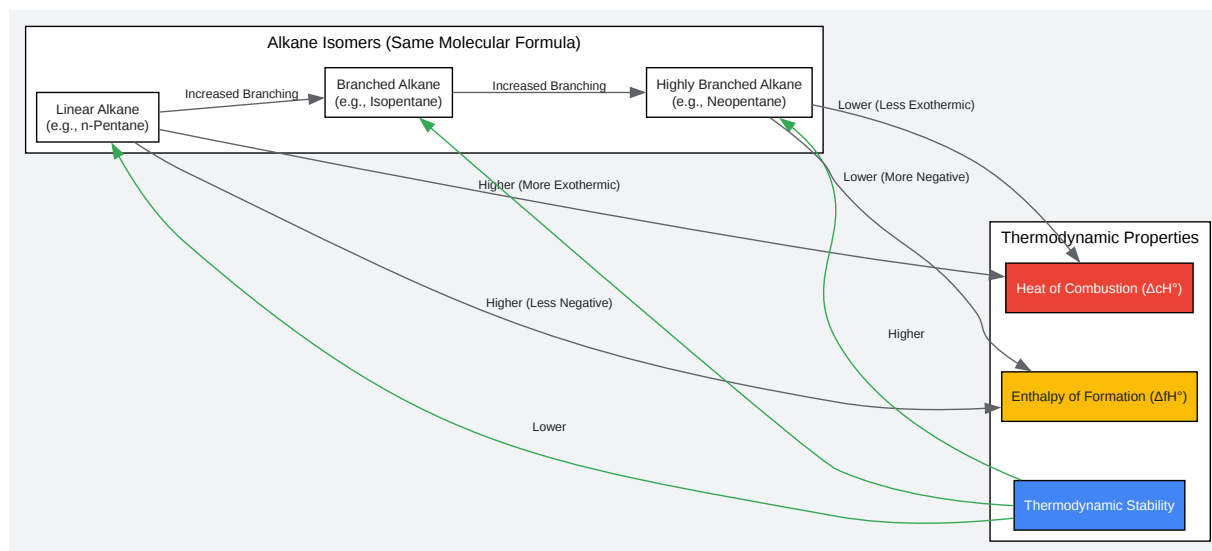 Alkane Isomers (Same Molecular Formula)
Linear Alkane
(e.g., n-Pentane)
Increased Branching
Branched Alkane
(e.g., Isopentane)
Increased Branching
Highly Branched Alkane
(e.g., Neopentane)
Lower (Less Exothermic)
Higher (More Exothermic)
Lower (More Negative)
Higher (Less Negative)
Higher
Lower
Thermodynamic Properties
Heat of Combustion (ΔcH°)
Enthalpy of Formation (ΔfH°)
Thermodynamic Stability